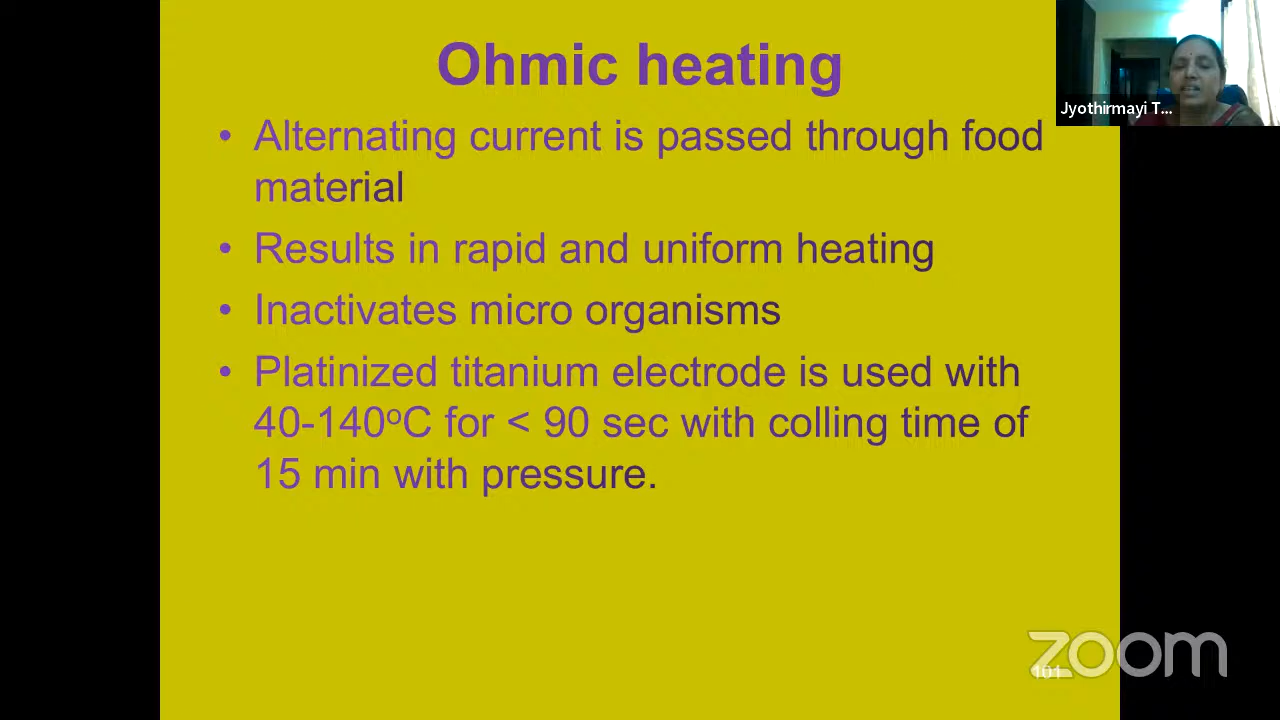 Ohmic heating
Jyothirmayi T...
• Alternating current is passed through food
material
• Results in rapid and uniform heating
• Inactivates micro organisms
• Platinized titanium electrode is used with
40-140ºC for < 90 sec with colling time of
15 min with pressure.
zoom
101